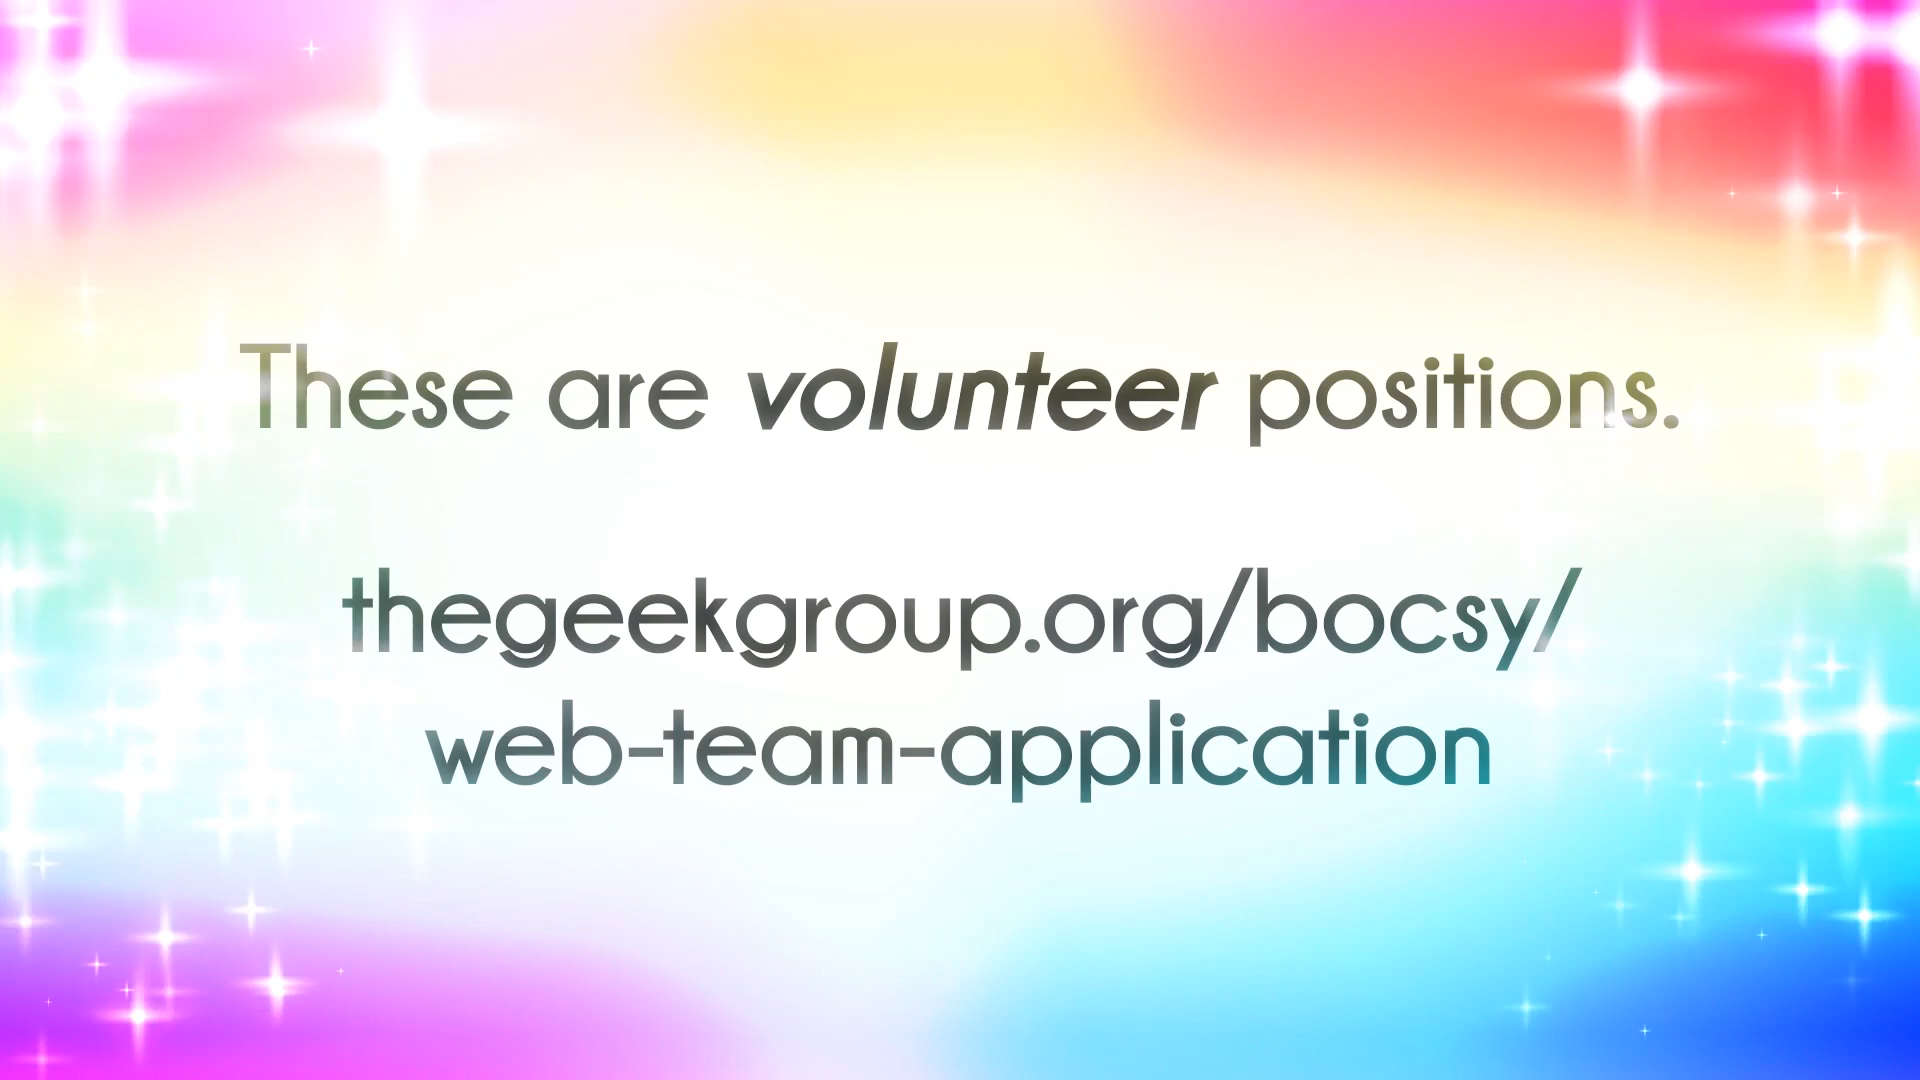 These are volunteer positions.
thegeekgroup.org/bocsy/
web-team-application